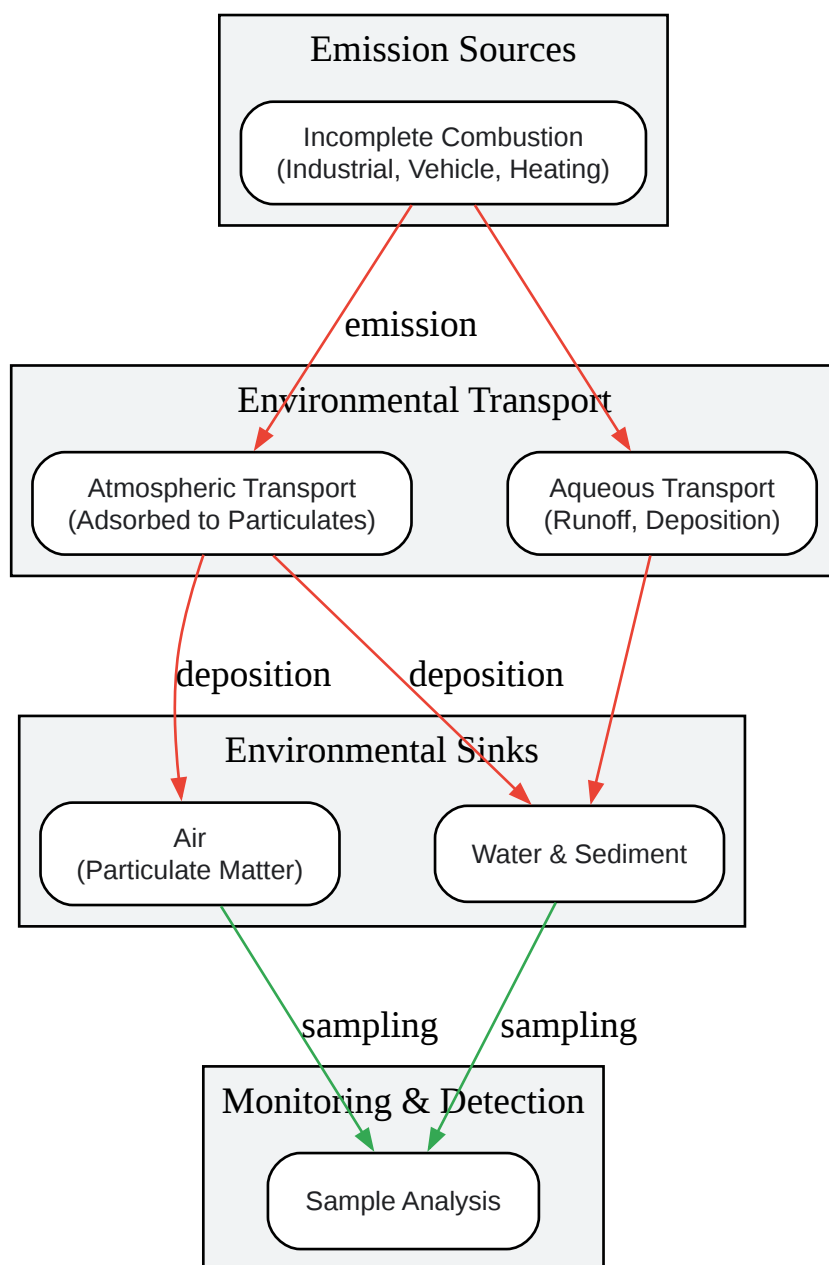 Emission Sources
Incomplete Combustion
(Industrial, Vehicle, Heating)
emission
Environmental Transport
Atmospheric Transport
(Adsorbed to Particulates)
Aqueous Transport
(Runoff, Deposition)
deposition
deposition
Environmental Sinks
Air
(Particulate Matter)
Water & Sediment
sampling
sampling
Monitoring & Detection
Sample Analysis